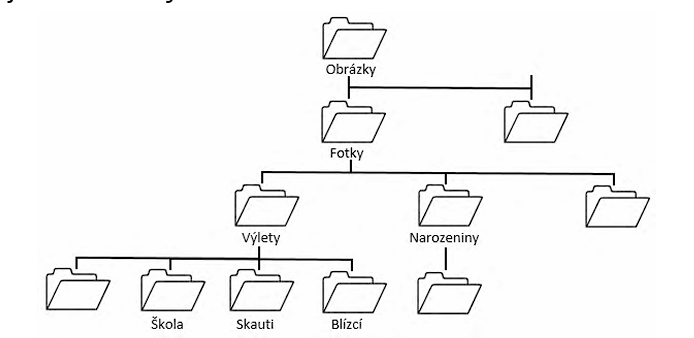 Obrázky
Fotky
Výlety
Narozeniny
Škola
Skauti
Blízcí